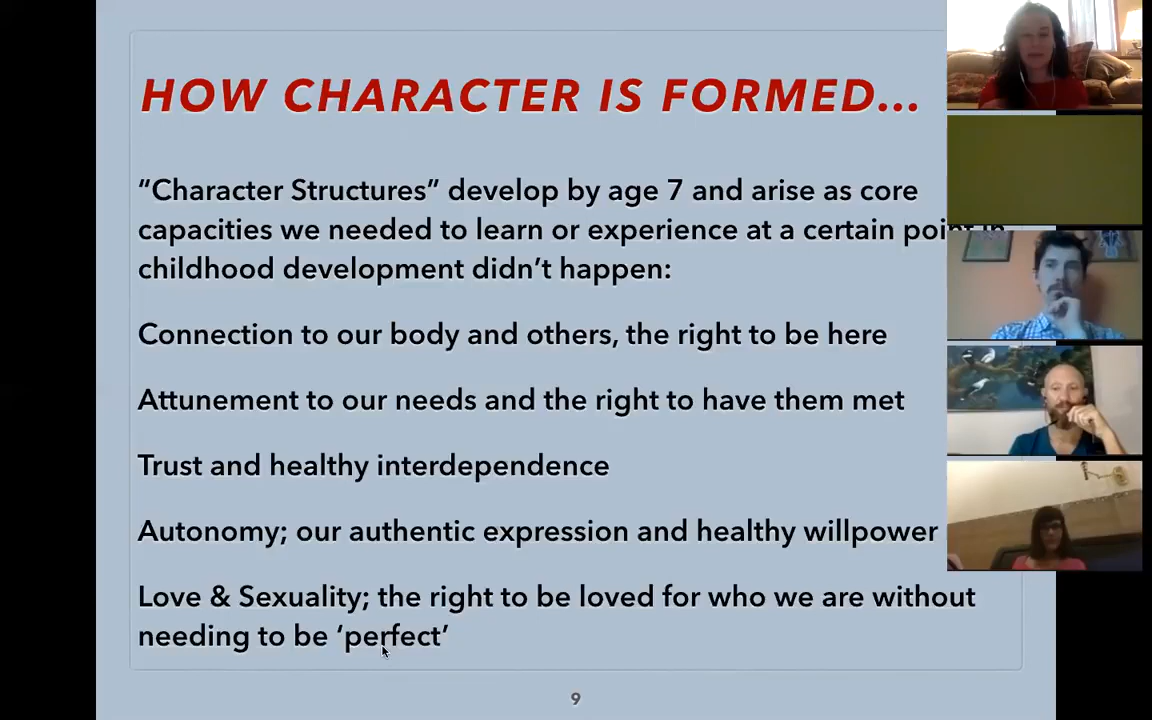 HOW CHARACTER IS FORMED...
“Character Structures” develop by age 7 and arise as core
capacities we needed to learn or experience at a certain point in
childhood development didn’t happen:
Connection to our body and others, the right to be here
Attunement to our needs and the right to have them met
Trust and healthy interdependence
Autonomy; our authentic expression and healthy willpower
Love & Sexuality; the right to be loved for who we are without
needing to be ‘perfect’
9